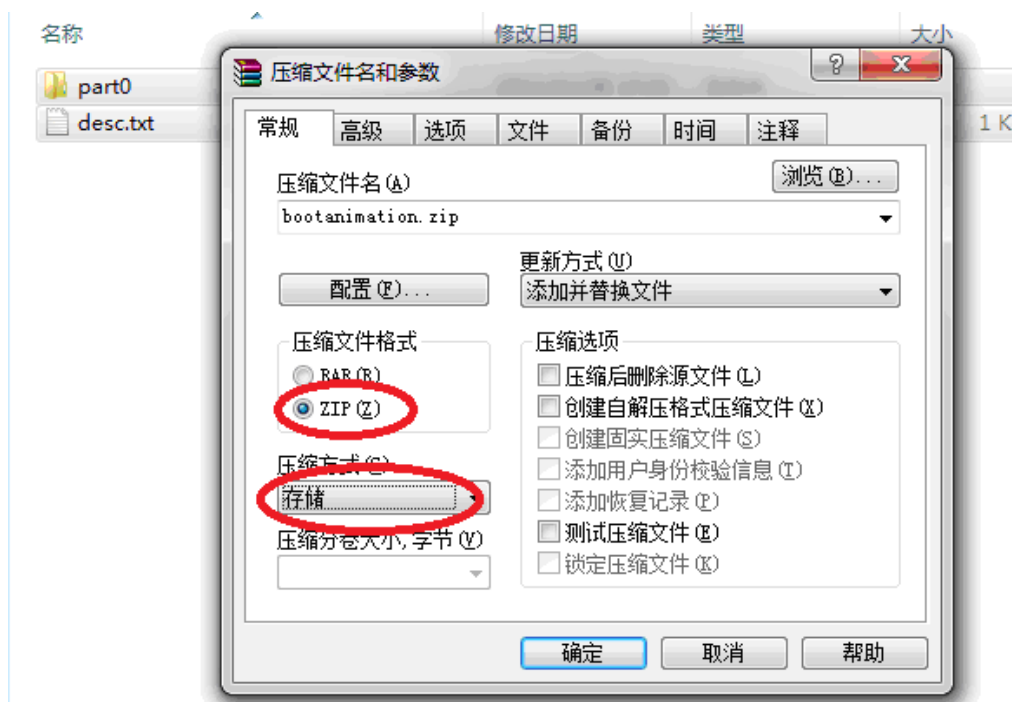 名称 修改日期 类型 大小
part0
desc.txt 1 K
压缩文件名和参数
常规 高级 选项 文件 备份 时间 注释
压缩文件名(A) 浏览(B)...
bootanimation.zip
更新方式(U)
配置(F)... 添加并替换文件
压缩文件格式 压缩选项
RAR(R) 压缩后删除源文件(L)
ZIP(Z) 创建自解压格式压缩文件(X)
创建固实压缩文件(S)
压缩方式(C) 添加用户身份校验信息(T)
存储 添加恢复记录(P)
压缩分卷大小,字节(V) 测试压缩文件(E)
锁定压缩文件(K)
确定 取消 帮助